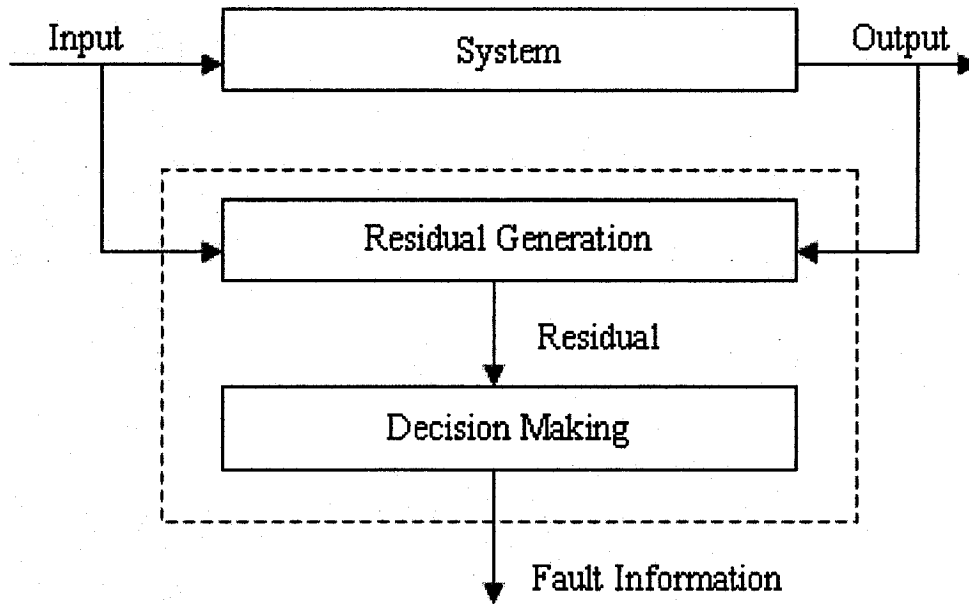 Input
System
Output
Residual Generation
Residual
Decision Making
Fault Information